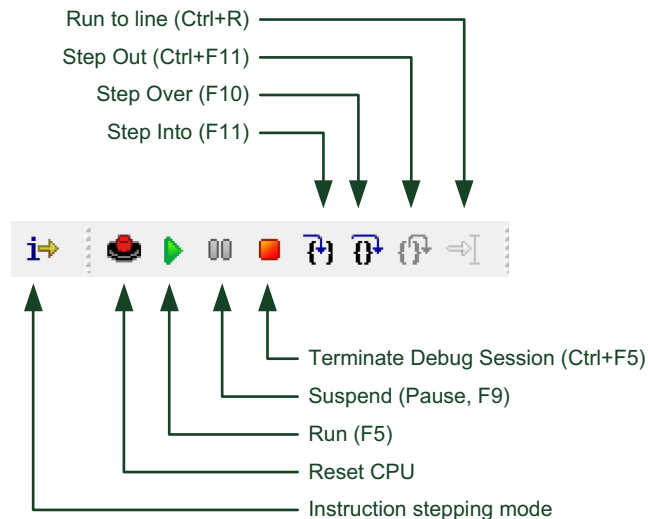 Run to line (Ctrl+R)
Step Out (Ctrl+F11)
Step Over (F10)
Step Into (F11)
Terminate Debug Session (Ctrl+F5)
Suspend (Pause, F9)
Run (F5)
Reset CPU
Instruction stepping mode